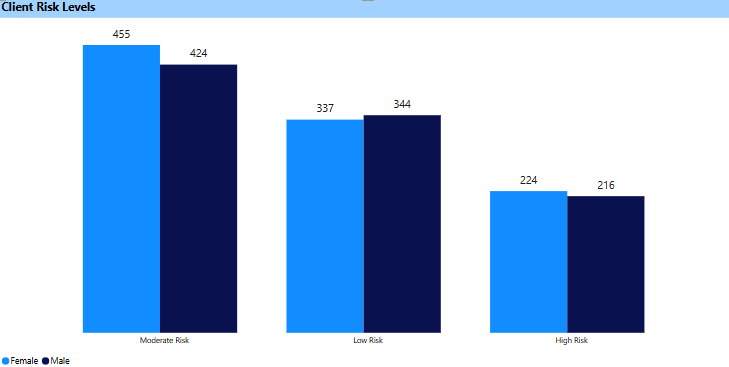 Client Risk Levels
455
424
337
344
224
216
Moderate Risk
Low Risk
High Risk
Female Male